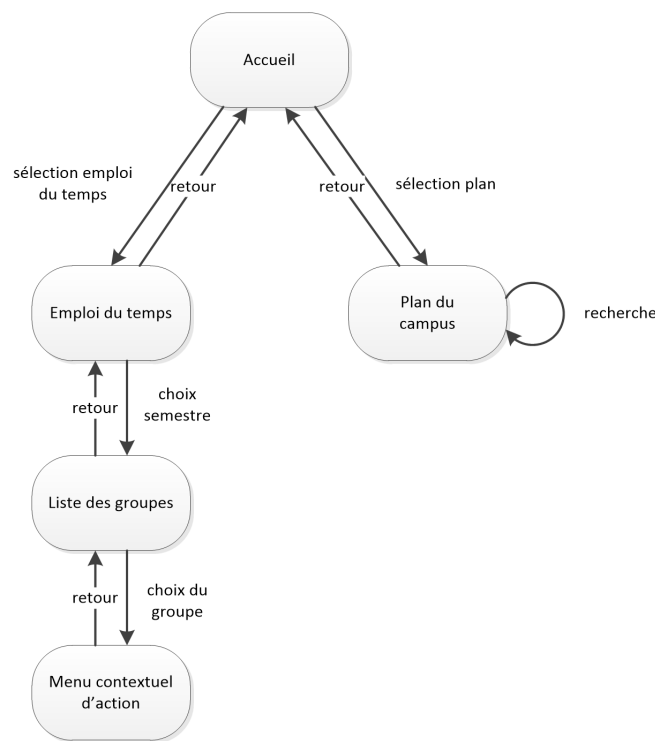 Accueil
sélection emploi
du temps
retour
retour
sélection plan
Emploi du temps
Plan du
campus
recherche
retour
choix
semestre
Liste des groupes
retour
choix du
groupe
Menu contextuel
d'action